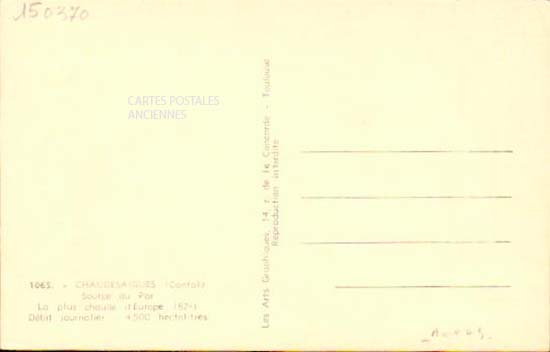 150370
CARTES POSTALES
ANCIENNES
1065. - CHAUDESAIGUES (Cantal)
Source du Par
La plus chaude d'Europe (82°)
Débit journalier 4.500 hectolitres
Les Arts Graphiques, 14, r. de la Concorde - Toulouse
Reproduction interdite